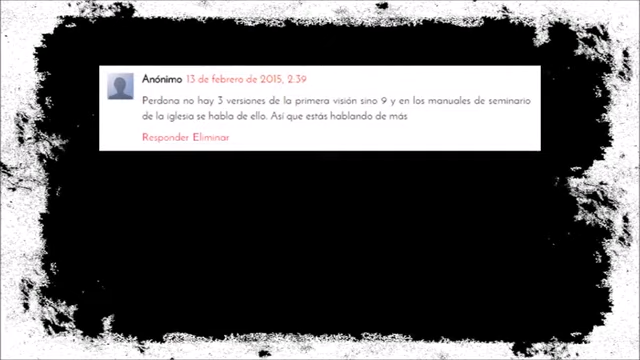 Anónimo 13 de febrero de 2015, 2:39
Perdona no hay 3 versiones de la primera visión sino 9 y en los manuales de seminario
de la iglesia se habla de ello. Así que estás hablando de más
Responder Eliminar